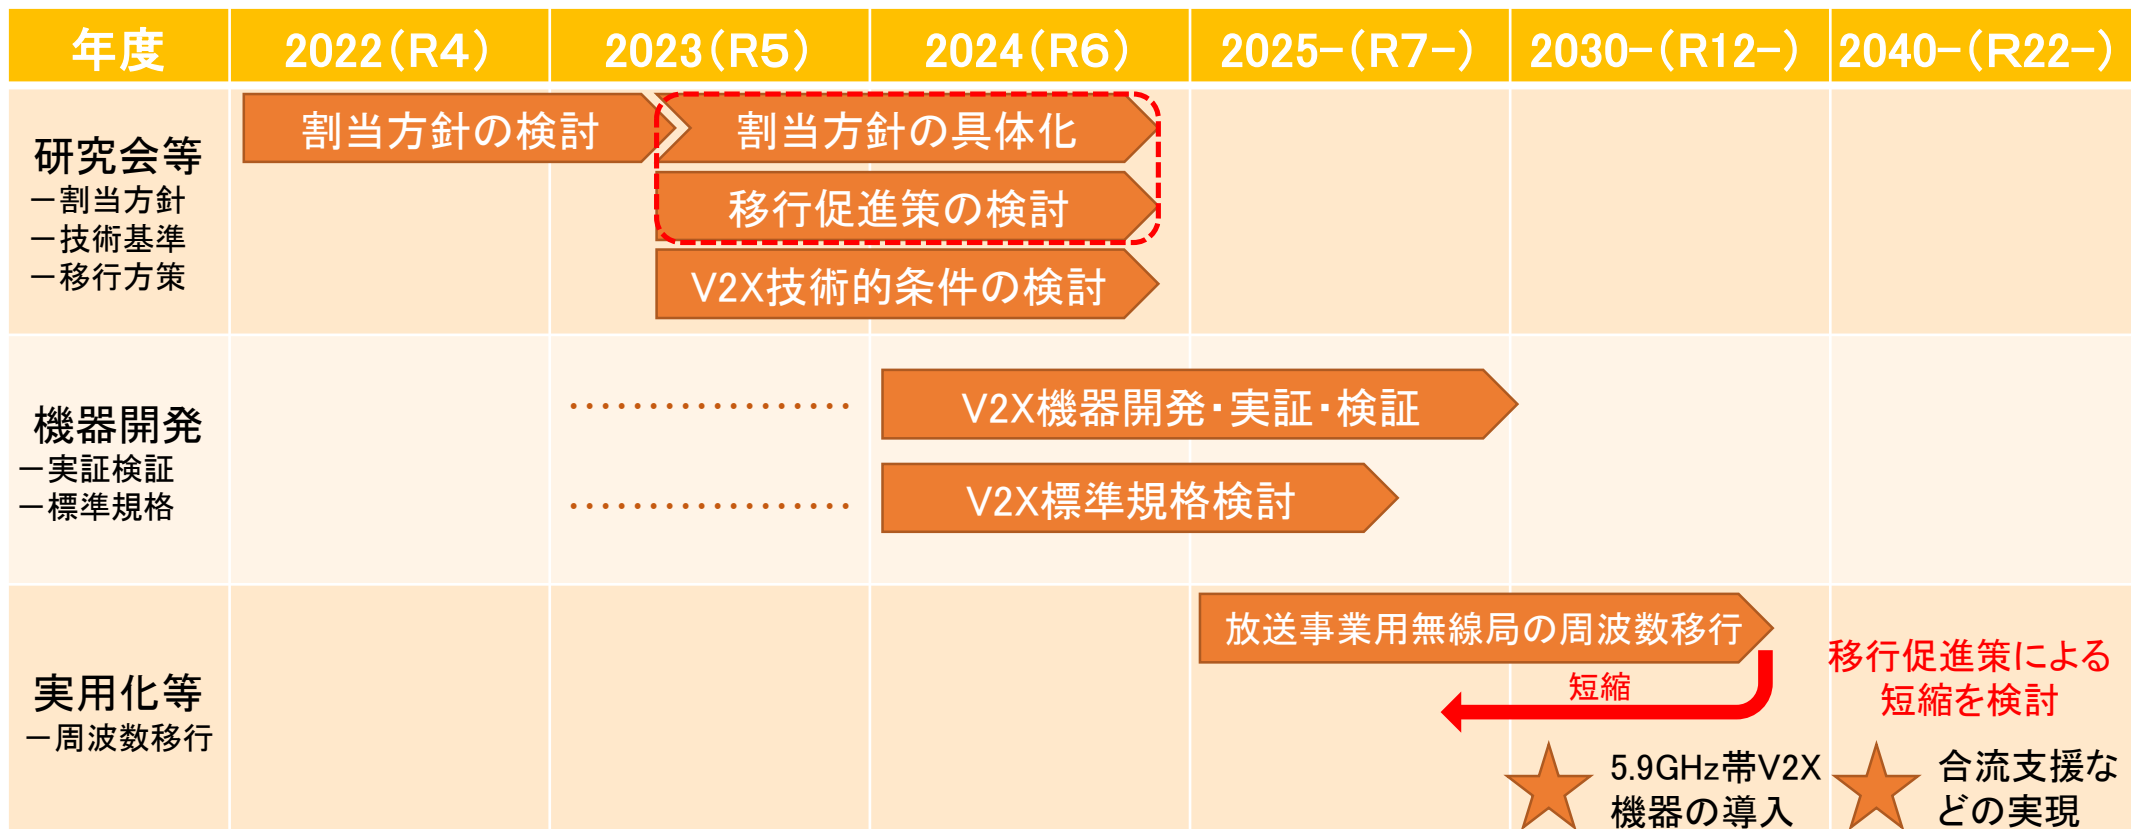 年度
2022（R4）
2023（R5）
2024（R6）
2025-（R7-）
2030-（R12-）
2040-（R22-）
研究会等
－割当方針
－技術基準
－移行方策
割当方針の検討
割当方針の具体化
移行促進策の検討
V2X技術的条件の検討
機器開発
－実証検証
－標準規格
V2X機器開発・実証・検証
V2X標準規格検討
実用化等
－周波数移行
放送事業用無線局の周波数移行
短縮
移行促進策による
短縮を検討
5.9GHz帯V2X
機器の導入
合流支援な
どの実現